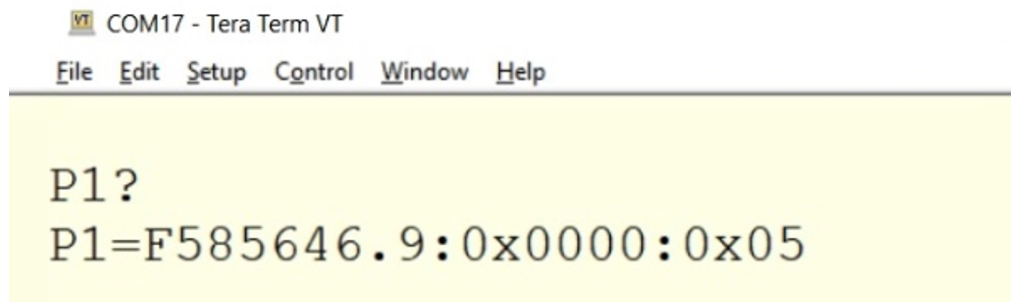 COM17 - Tera Term VT
File Edit Setup Control Window Help
P1?
P1=F585646.9:0x0000:0x05